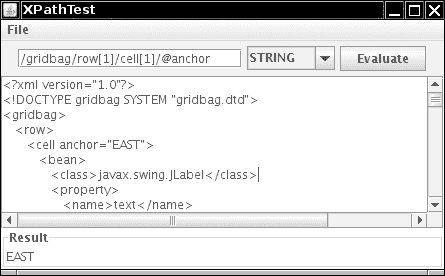 XPathTest
File
/gridbag/row[1]/cell[1]/@anchor STRING Evaluate
<?xml version="1.0"?>
<!DOCTYPE gridbag SYSTEM "gridbag.dtd">
<gridbag>
<row>
<cell anchor="EAST">
<bean>
<class>javax.swing.JLabel</class>
<property>
<name>text</name>
Result
EAST